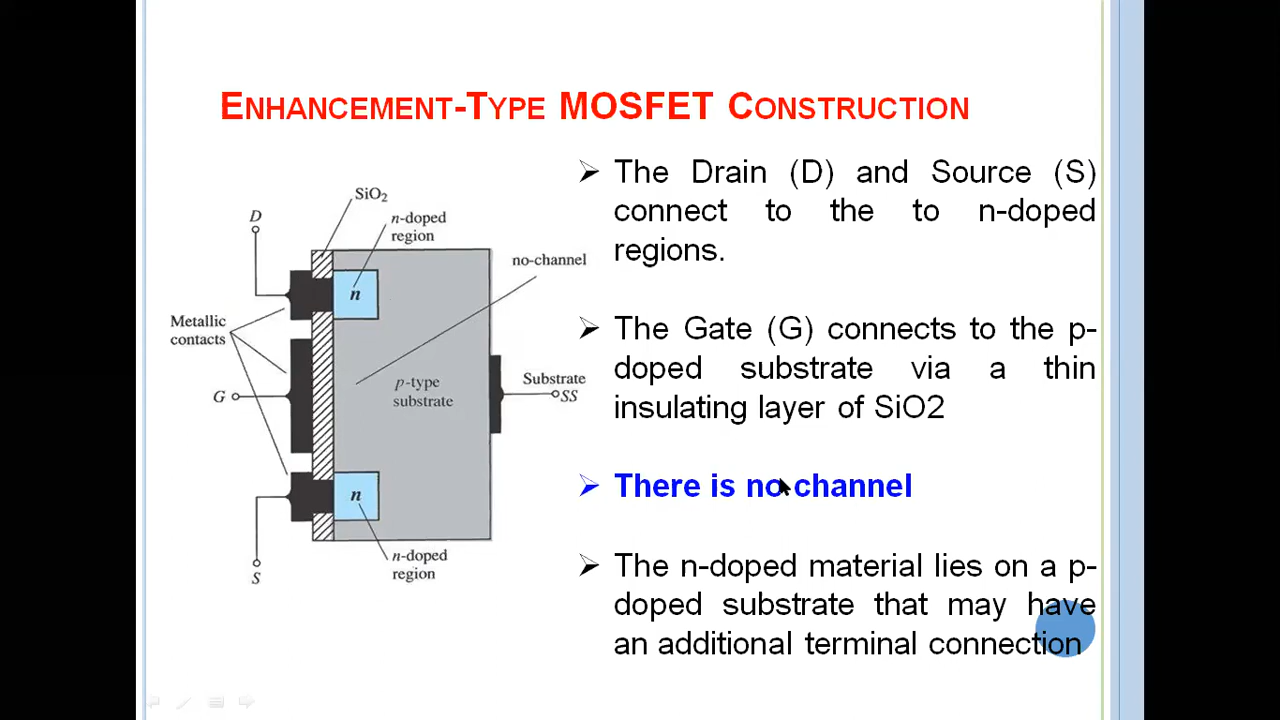 ENHANCEMENT-TYPE MOSFET CONSTRUCTION
SiO2
D
n-doped
region
no-channel
n
Metallic
contacts
p-type
substrate
G
Substrate
SS
n
n-doped
region
S
➢ The Drain (D) and Source (S)
connect to the to n-doped
regions.
➢ The Gate (G) connects to the p-
doped substrate via a thin
insulating layer of SiO2
➢ There is no channel
➢ The n-doped material lies on a p-
doped substrate that may have
an additional terminal connection